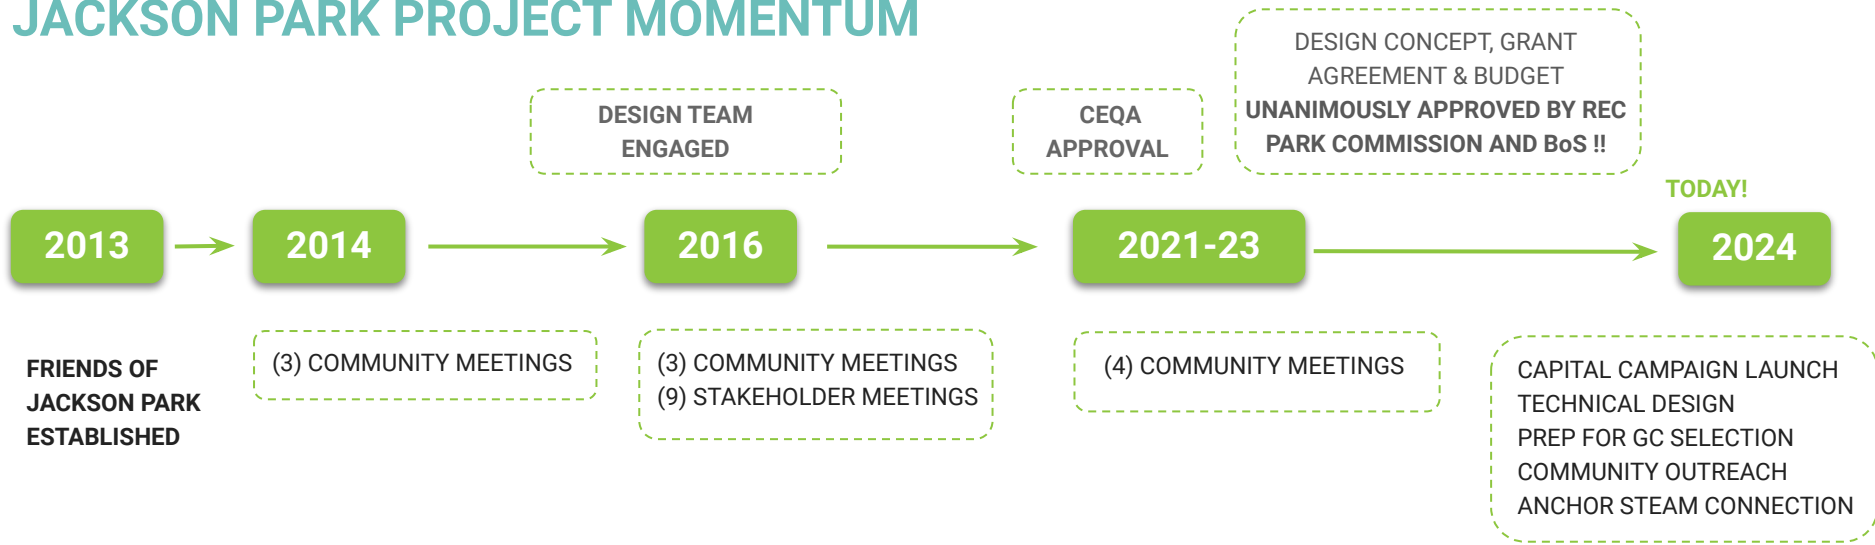 JACKSON PARK PROJECT MOMENTUM
DESIGN TEAM
ENGAGED
CEQA
APPROVAL
DESIGN CONCEPT, GRANT
AGREEMENT & BUDGET
UNANIMOUSLY APPROVED BY REC
PARK COMMISSION AND BoS !!
TODAY!
2013
2014
2016
2021-23
2024
FRIENDS OF
JACKSON PARK
ESTABLISHED
(3) COMMUNITY MEETINGS
(3) COMMUNITY MEETINGS
(9) STAKEHOLDER MEETINGS
(4) COMMUNITY MEETINGS
CAPITAL CAMPAIGN LAUNCH
TECHNICAL DESIGN
PREP FOR GC SELECTION
COMMUNITY OUTREACH
ANCHOR STEAM CONNECTION